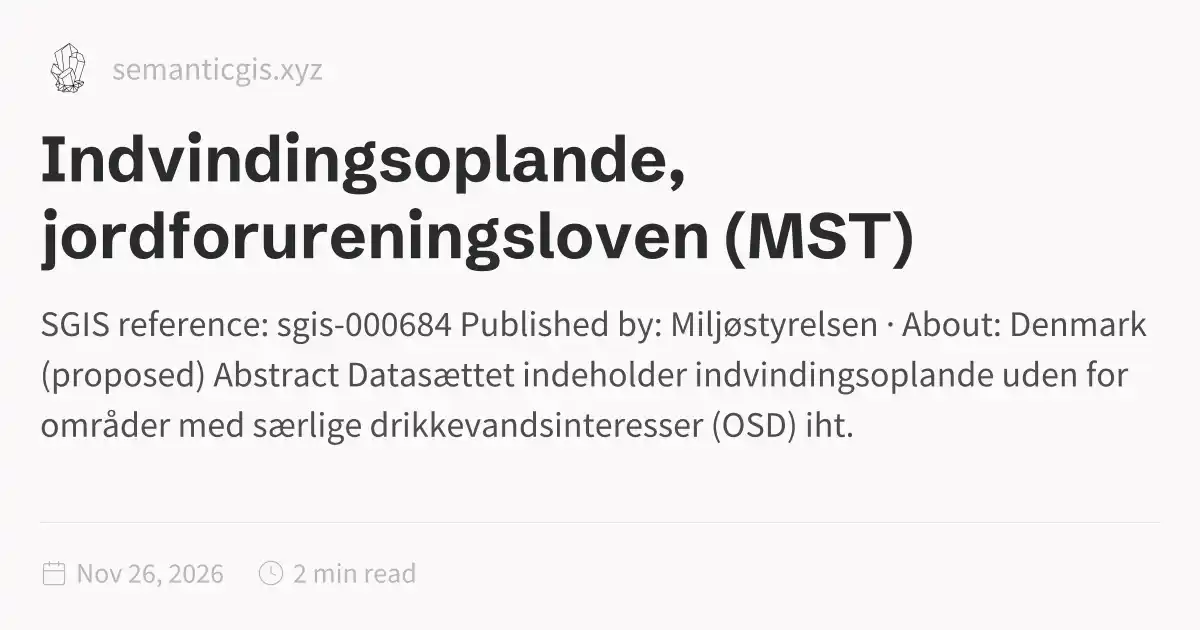 semanticgis.xyz
Indvindingsoplande,
jordforureningsloven (MST)
SGIS reference: sgis-000684 Published by: Miljøstyrelsen · About: Denmark
(proposed) Abstract Datasættet indeholder indvindingsoplande uden for
områder med særlige drikkevandsinteresser (OSD) iht.
Nov 26, 2026 2 min read